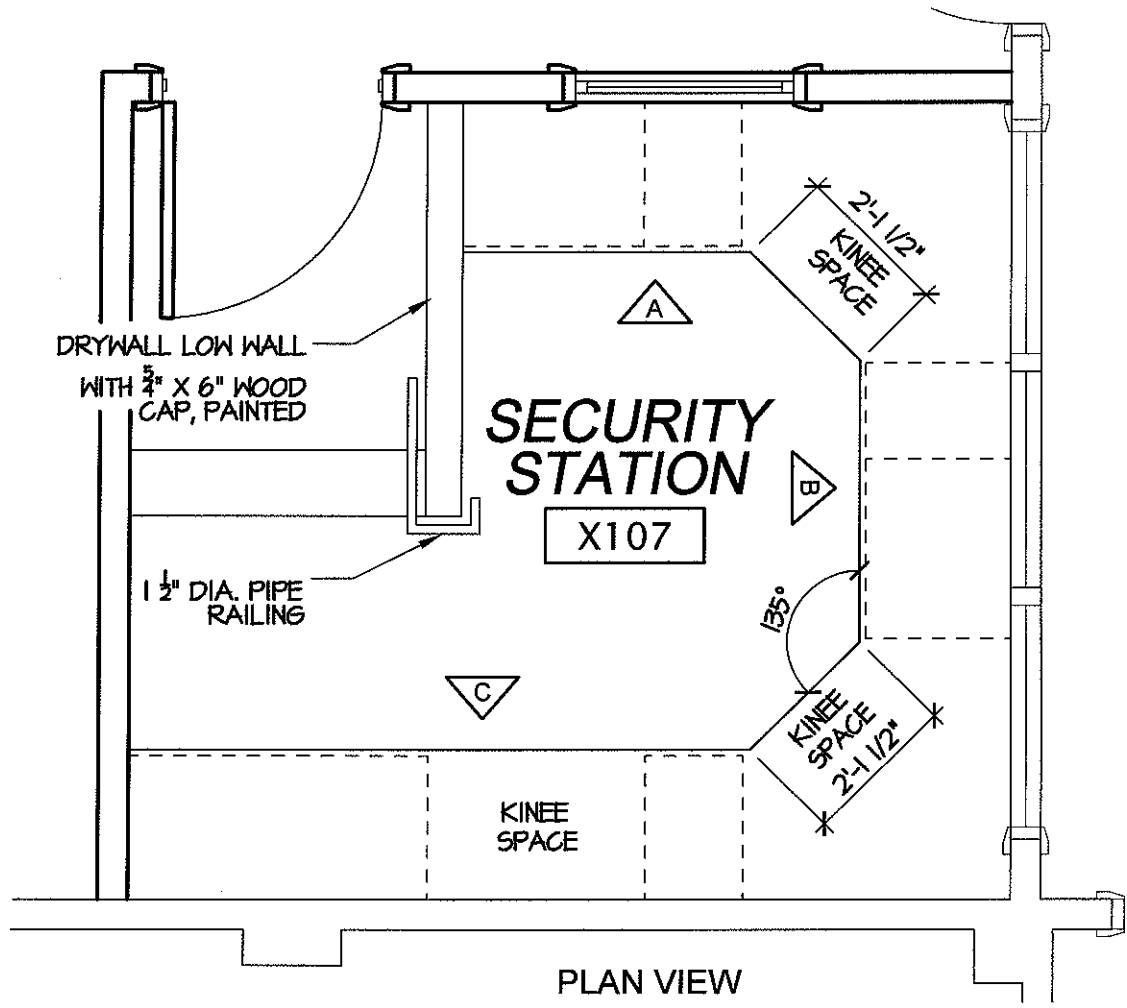 2'-1 1/2"
KINEE
SPACE
A
DRYWALL LOW WALL
WITH 5/4" X 6" WOOD
CAP, PAINTED
SECURITY
STATION
B
X107
1 1/2" DIA. PIPE
RAILING
135°
C
KINEE
SPACE
2'-1 1/2"
KINEE
SPACE
PLAN VIEW